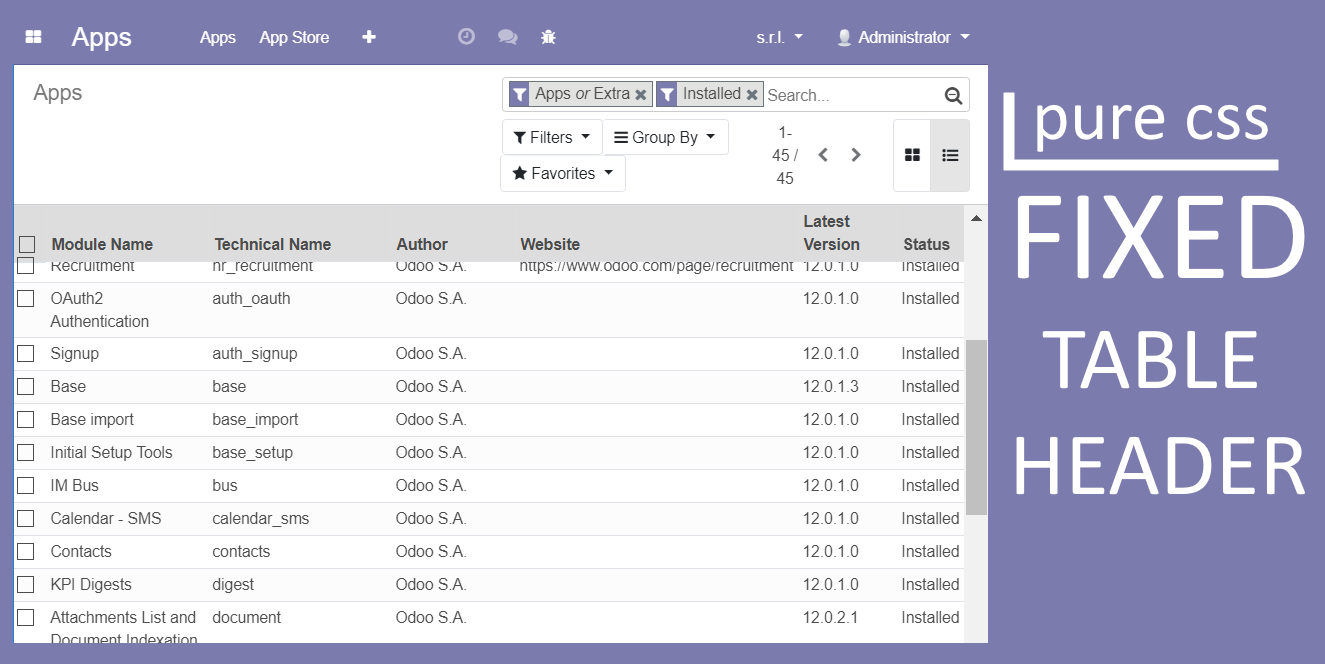 Apps Apps App Store s.r.l. Administrator
Apps
Apps or Extra Installed Search...
Filters Group By
Favorites
1-
45 /
45
Module Name Technical Name Author Website Latest Version Status
Recruitment hr_recruitment Odoo S.A. https://www.odoo.com/page/recruitment 12.0.1.0 Installed
OAuth2 Authentication auth_oauth Odoo S.A. 12.0.1.0 Installed
Signup auth_signup Odoo S.A. 12.0.1.0 Installed
Base base Odoo S.A. 12.0.1.3 Installed
Base import base_import Odoo S.A. 12.0.1.0 Installed
Initial Setup Tools base_setup Odoo S.A. 12.0.1.0 Installed
IM Bus bus Odoo S.A. 12.0.1.0 Installed
Calendar - SMS calendar_sms Odoo S.A. 12.0.1.0 Installed
Contacts contacts Odoo S.A. 12.0.1.0 Installed
KPI Digests digest Odoo S.A. 12.0.1.0 Installed
Attachments List and Document Indexation document Odoo S.A. 12.0.2.1 Installed
pure css
FIXED
TABLE
HEADER